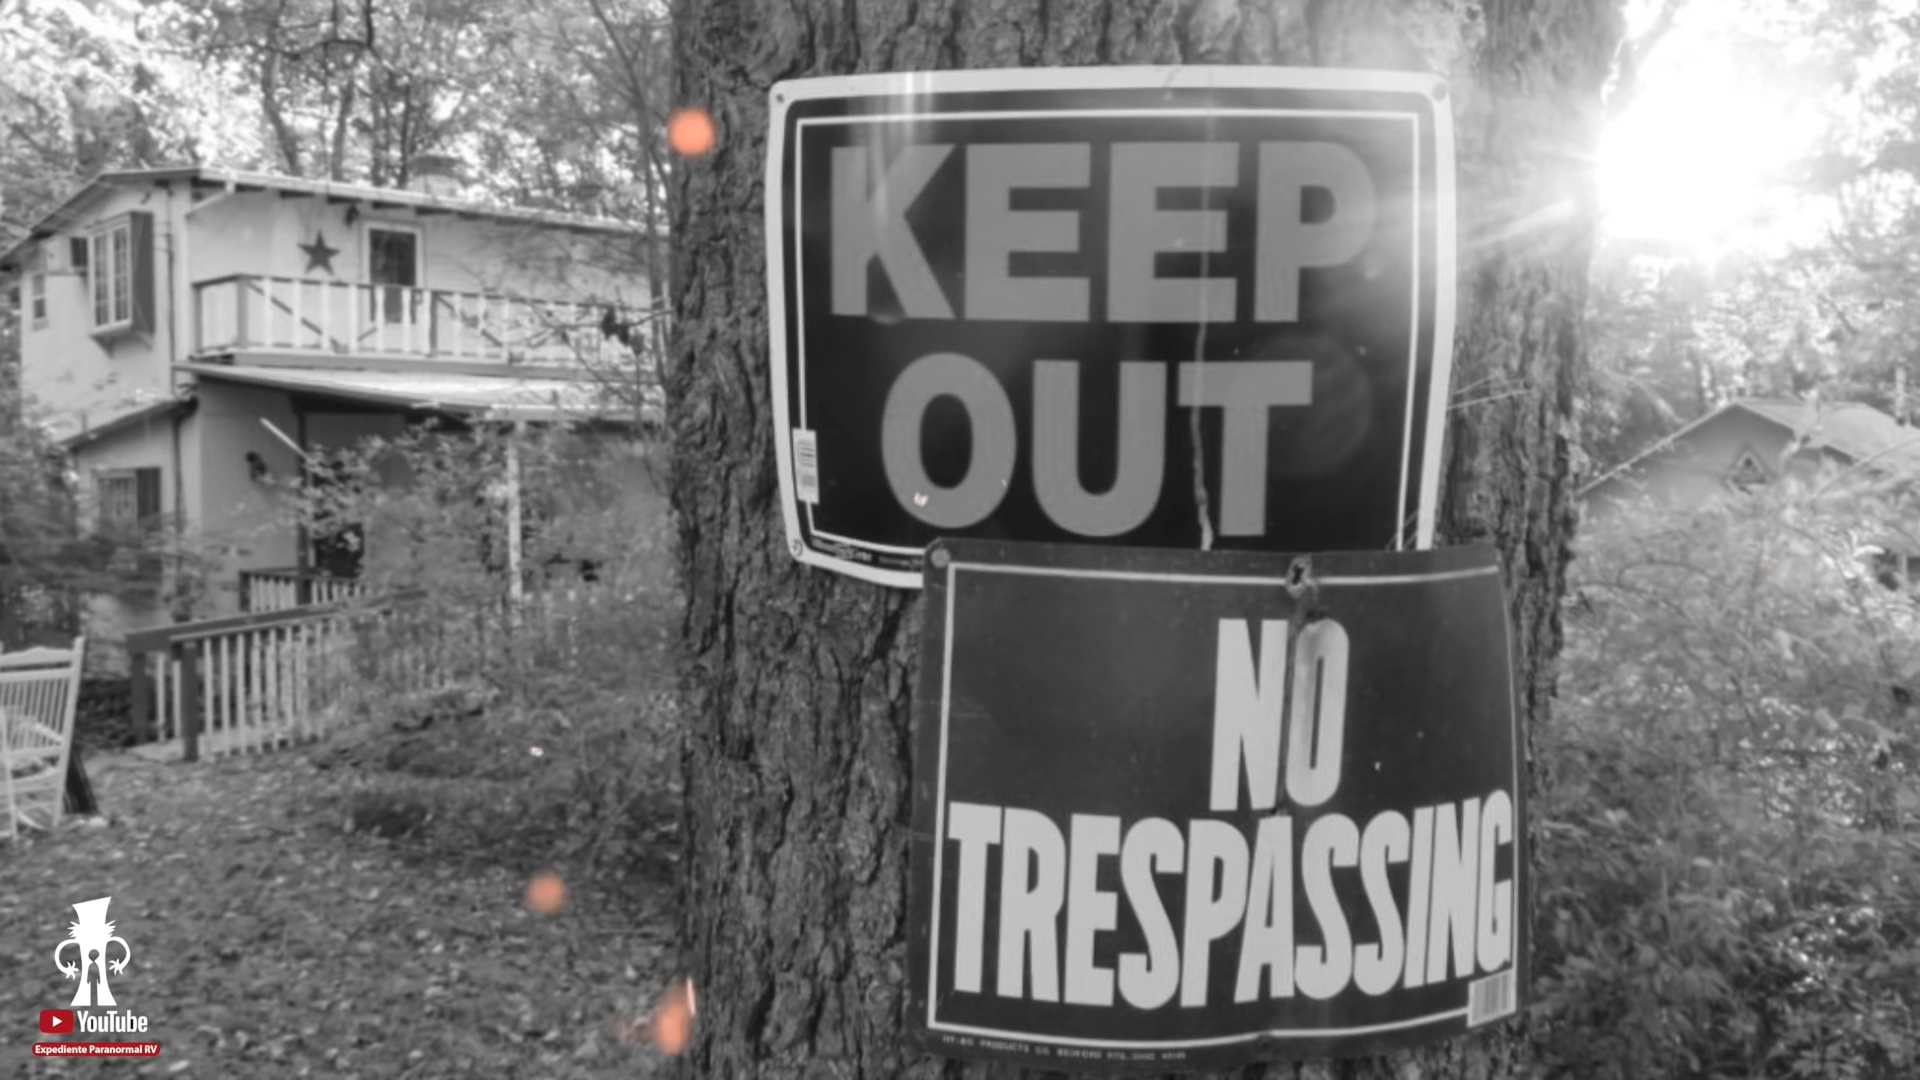 KEEP
OUT
NO
TRESPASSING
YouTube
Expediente Paranormal RV